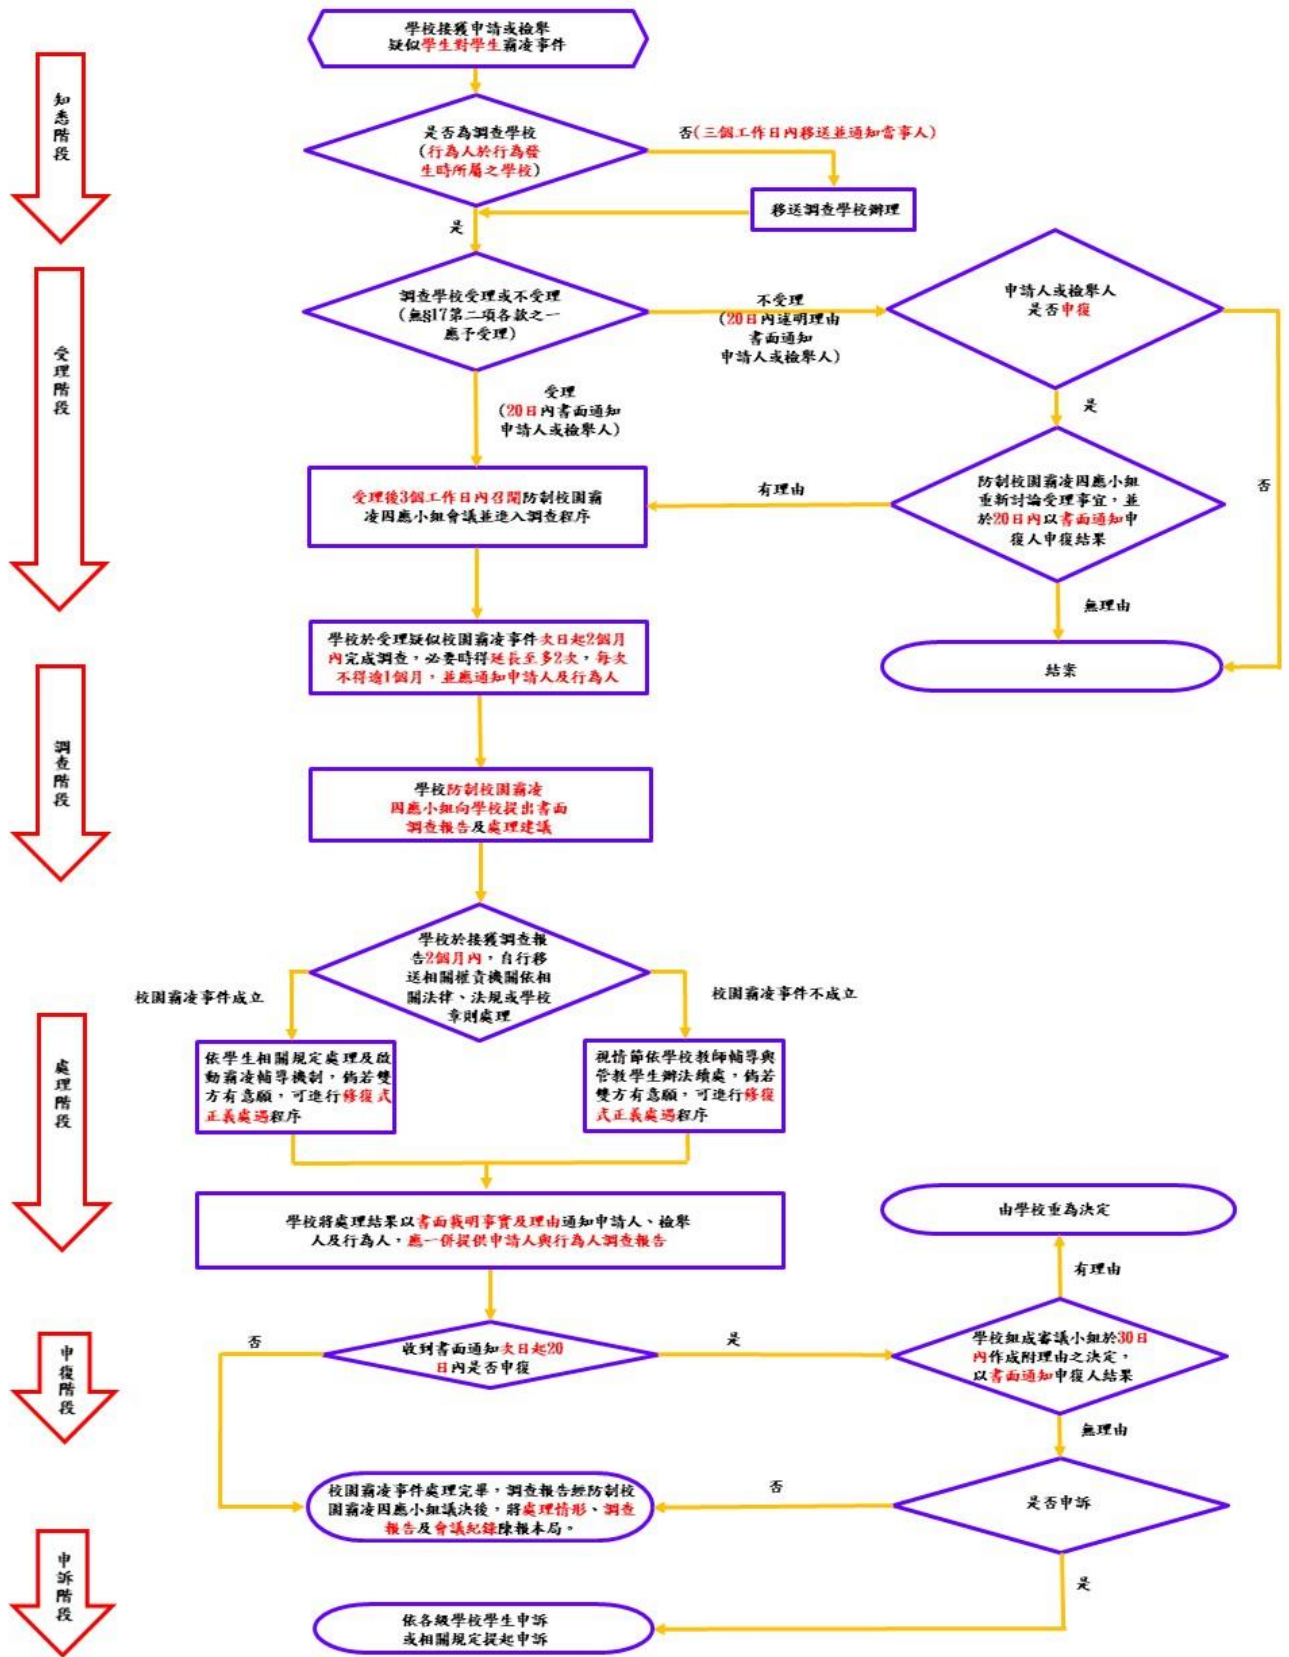 學校接獲申請或檢舉
疑似學生對學生霸凌事件
知悉階段
是否為調查學校
(行為人於行為發
生時所屬之學校)
否(三個工作日內移送並通知當事人)
移送調查學校辦理
是
受理階段
調查學校受理或不受理
(無§17第二項各款之一
應予受理)
不受理
(20日內述明理由
書面通知
申請人或檢舉人)
申請人或檢舉人
是否申復
受理
(20日內書面通知
申請人或檢舉人)
是
否
受理後3個工作日內召開防制校園霸
凌因應小組會議並進入調查程序
有理由
防制校園霸凌因應小組
重新討論受理事宜，並
於20日內以書面通知申
復人申復結果
無理由
結案
學校於受理疑似校園霸凌事件次日起2個月
內完成調查，必要時得延長至多2次，每次
不得逾1個月，並應通知申請人及行為人
調查階段
學校防制校園霸凌
因應小組向學校提出書面
調查報告及處理建議
學校於接獲調查報
告2個月內，自行移
送相關權責機關依相
關法律、法規或學校
章則處理
校園霸凌事件成立
校園霸凌事件不成立
處理階段
依學生相關規定處理及啟
動霸凌輔導機制，倘若雙
方有意願，可進行修復式
正義處遇程序
視情節依學校教師輔導與
管教學生辦法續處，倘若
雙方有意願，可進行修復
式正義處遇程序
學校將處理結果以書面載明事實及理由通知申請人、檢舉
人及行為人，應一併提供申請人與行為人調查報告
由學校重為決定
有理由
申復階段
否
收到書面通知次日起20
日內是否申復
是
學校組成審議小組於30日
內作成附理由之決定，
以書面通知申復人結果
無理由
校園霸凌事件處理完畢，調查報告經防制校
園霸凌因應小組議決後，將處理情形、調查
報告及會議紀錄陳報本局。
否
是否申訴
是
申訴階段
依各級學校學生申訴
或相關規定提起申訴